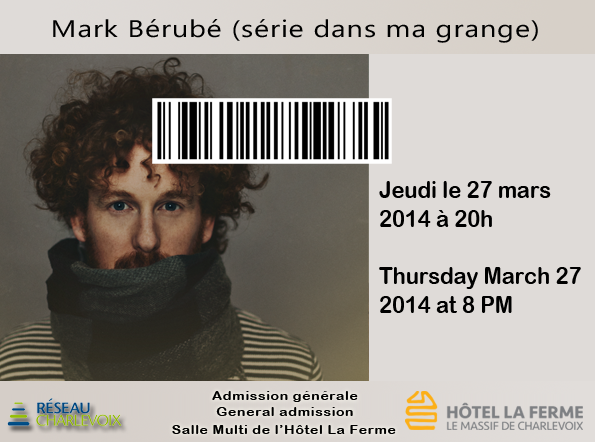 Mark Bérubé (série dans ma grange)
Jeudi le 27 mars
2014 à 20h
Thursday March 27
2014 at 8 PM
RÉSEAU
CHARLEVOIX
Admission générale
General admission
Salle Multi de l'Hôtel La Ferme
HÔTEL LA FERME
LE MASSIF DE CHARLEVOIX